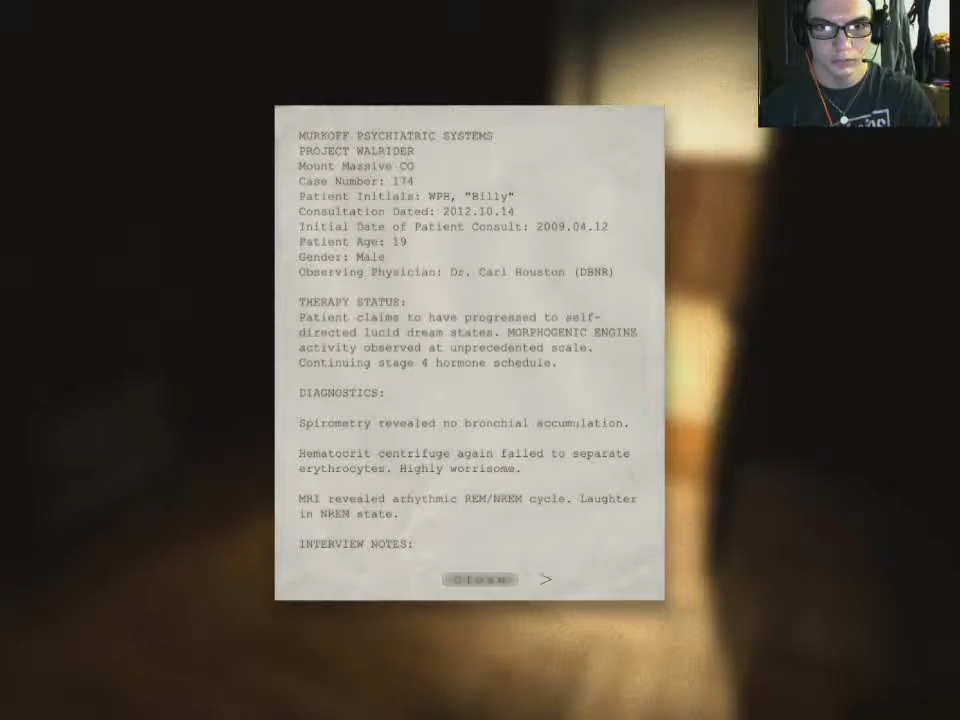 MURKOFF PSYCHIATRIC SYSTEMS
PROJECT WALRIDER
Mount Massive CO
Case Number: 174
Patient Initials: WPH, "Billy"
Consultation Dated: 2012.10.14
Initial Date of Patient Consult: 2009.04.12
Patient Age: 19
Gender: Male
Observing Physician: Dr. Carl Houston (DBNR)
THERAPY STATUS:
Patient claims to have progressed to self-
directed lucid dream states. MORPHOGENIC ENGINE
activity observed at unprecedented scale.
Continuing stage 4 hormone schedule.
DIAGNOSTICS:
Spirometry revealed no bronchial accumulation.
Hematocrit centrifuge again failed to separate
erythrocytes. Highly worrisome.
MRI revealed arhythmic REM/NREM cycle. Laughter
in NREM state.
INTERVIEW NOTES:
Close >